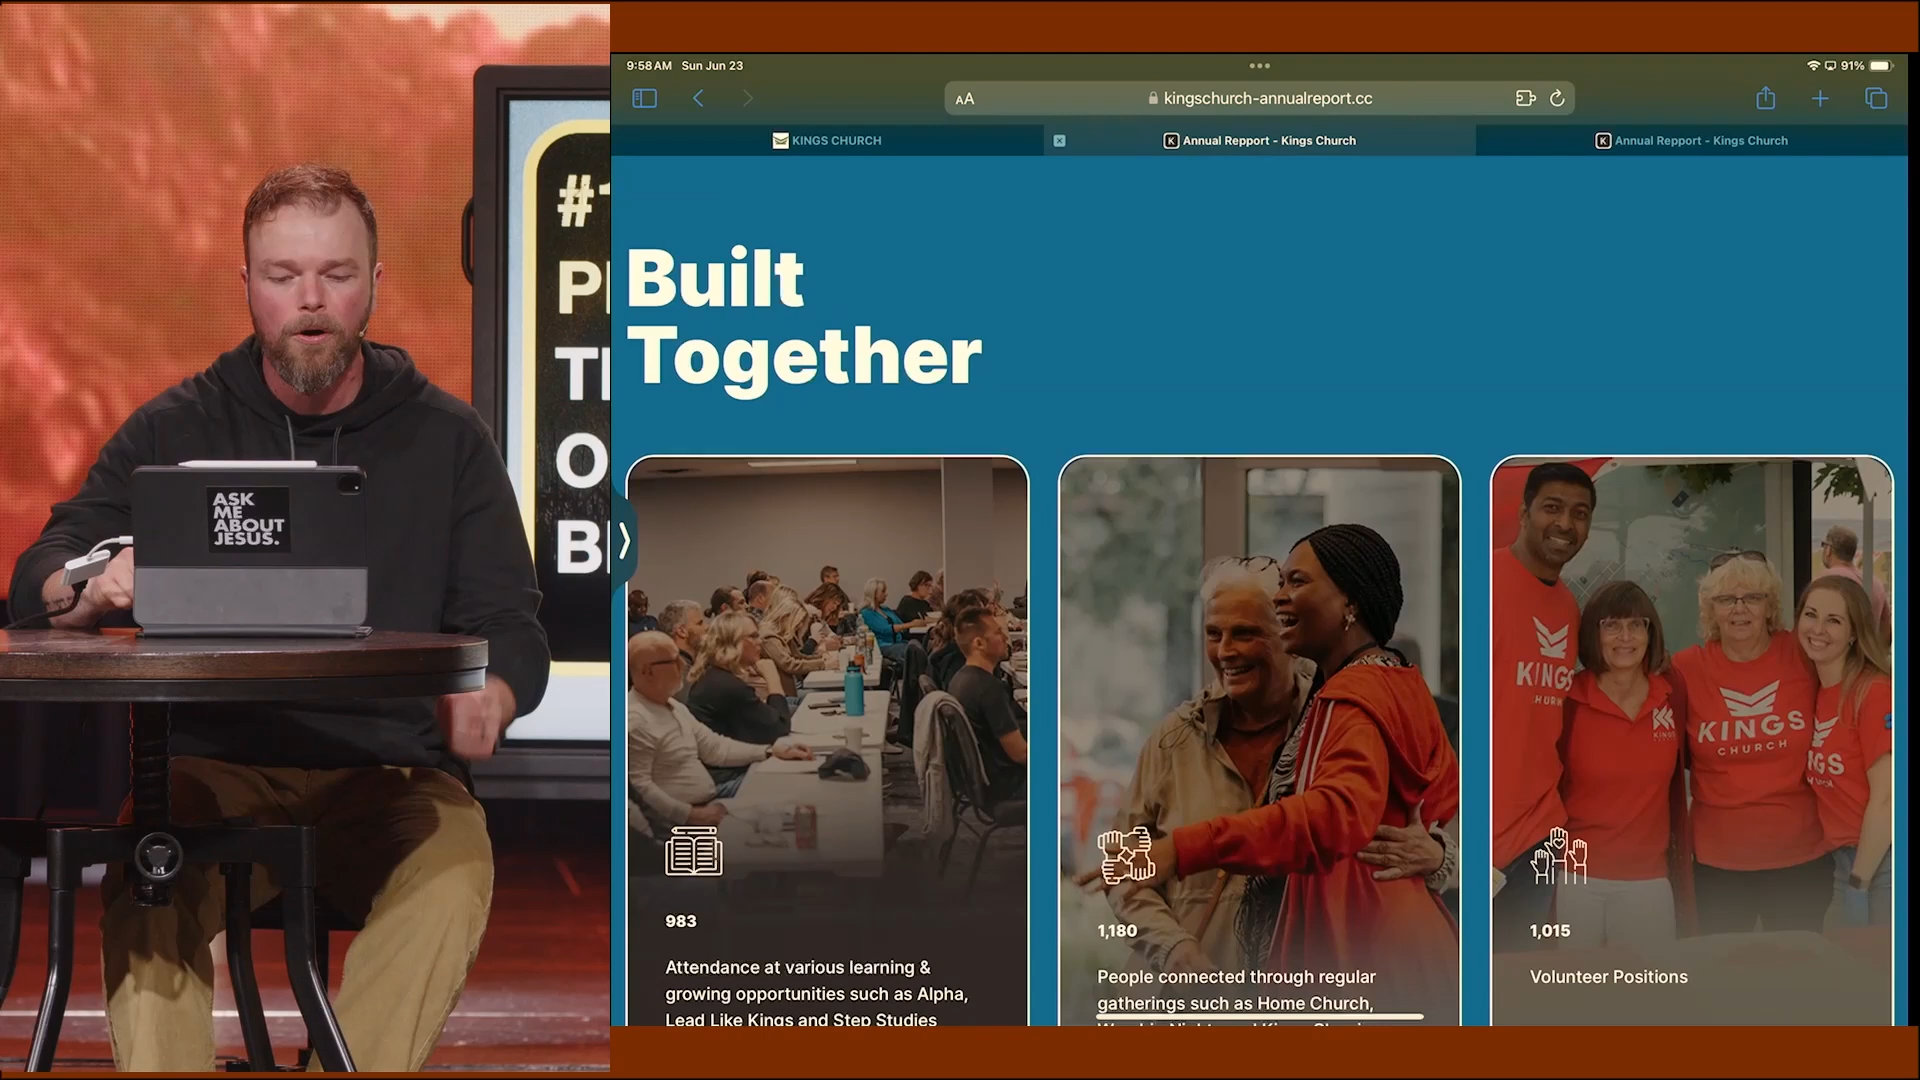 #1
ASK
ME
ABOUT
JESUS.
9:58 AM Sun Jun 23
91%
AA
kingschurch-annualreport.cc
KINGS CHURCH
K Annual Repport - Kings Church
K Annual Repport - Kings Church
Built
Together
KINGS
KINGS
KINGS
CHURCH
983
Attendance at various learning &
growing opportunities such as Alpha,
Lead Like Kings and Step Studies
1,180
People connected through regular
gatherings such as Home Church,
1,015
Volunteer Positions